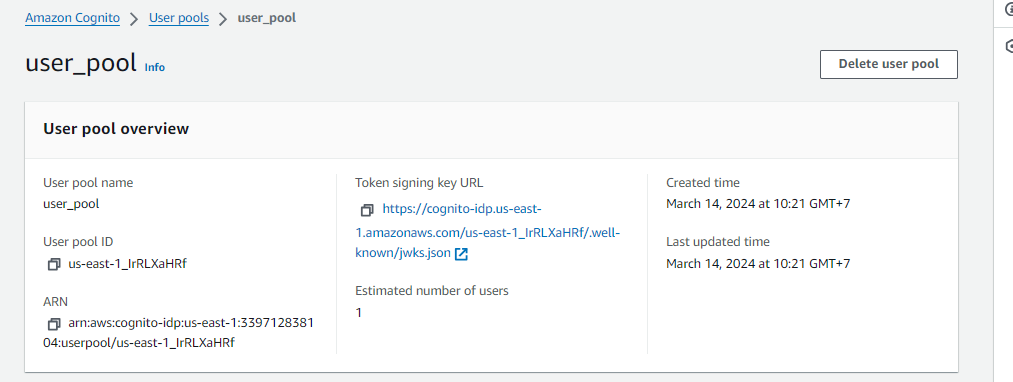 Amazon Cognito > User pools > user_pool
user_pool Info
Delete user pool
User pool overview
User pool name
user_pool
User pool ID
us-east-1_IrRLXaHRf
ARN
arn:aws:cognito-idp:us-east-1:3397128381
04:userpool/us-east-1_IrRLXaHRf
Token signing key URL
https://cognito-idp.us-east-
1.amazonaws.com/us-east-1_IrRLXaHRf/.well-
known/jwks.json
Estimated number of users
1
Created time
March 14, 2024 at 10:21 GMT+7
Last updated time
March 14, 2024 at 10:21 GMT+7